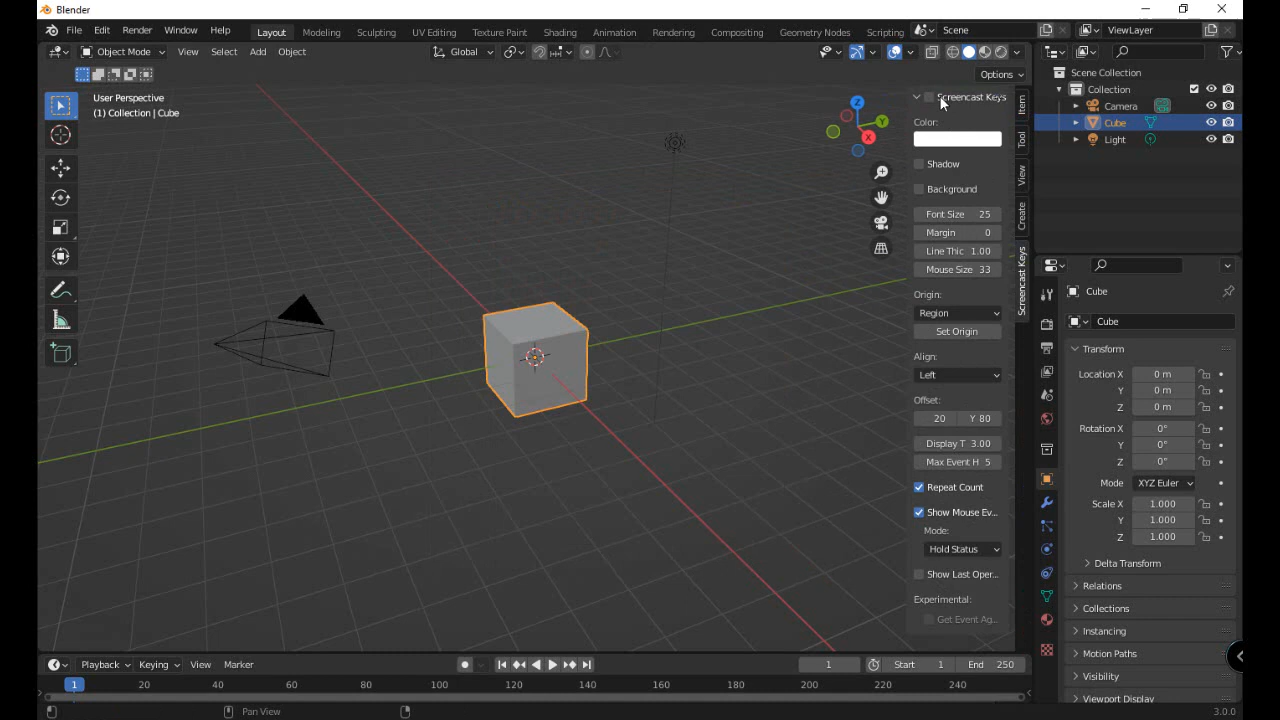 Blender
File Edit Render Window Help Layout Modeling Sculpting UV Editing Texture Paint Shading Animation Rendering Compositing Geometry Nodes Scripting Scene ViewLayer
Object Mode View Select Add Object Global
Options
User Perspective
(1) Collection | Cube
Z
Y
X
Screencast Keys
Color:
Shadow
Background
Font Size 25
Margin 0
Line Thic 1.00
Mouse Size 33
Origin:
Region
Set Origin
Align:
Left
Offset:
20 Y 80
Display T 3.00
Max Event H 5
Repeat Count
Show Mouse Ev...
Mode:
Hold Status
Show Last Oper...
Experimental:
Get Event Ag...
Item
Tool
View
Create
Screencast Keys
Scene Collection
Collection
Camera
Cube
Light
Cube
Cube
Transform
Location X 0 m
Y 0 m
Z 0 m
Rotation X 0°
Y 0°
Z 0°
Mode XYZ Euler
Scale X 1.000
Y 1.000
Z 1.000
Delta Transform
Relations
Collections
Instancing
Motion Paths
Visibility
Viewport Display
Playback Keying View Marker 1 Start 1 End 250
1 20 40 60 80 100 120 140 160 180 200 220 240
Pan View 3.0.0